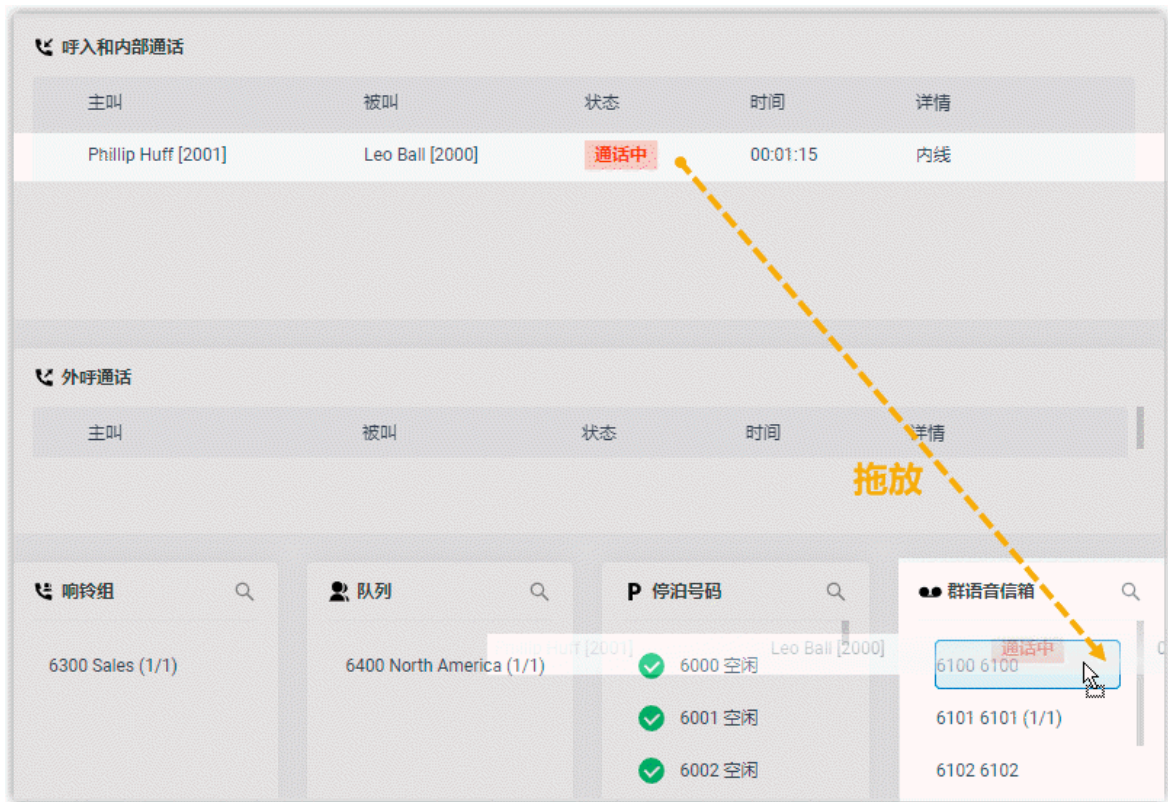 呼入和内部通话
主叫 被叫 状态 时间 详情
Phillip Huff [2001] Leo Ball [2000] 通话中 00:01:15 内线
外呼通话
主叫 被叫 状态 时间 详情
拖放
响铃组 队列 P 停泊号码 群语音信箱
Leo Ball [2000] 通话中
6300 Sales (1/1) 6400 North America (1/1) 6000 空闲 6100 6100
6001 空闲 6101 6101 (1/1)
6002 空闲 6102 6102